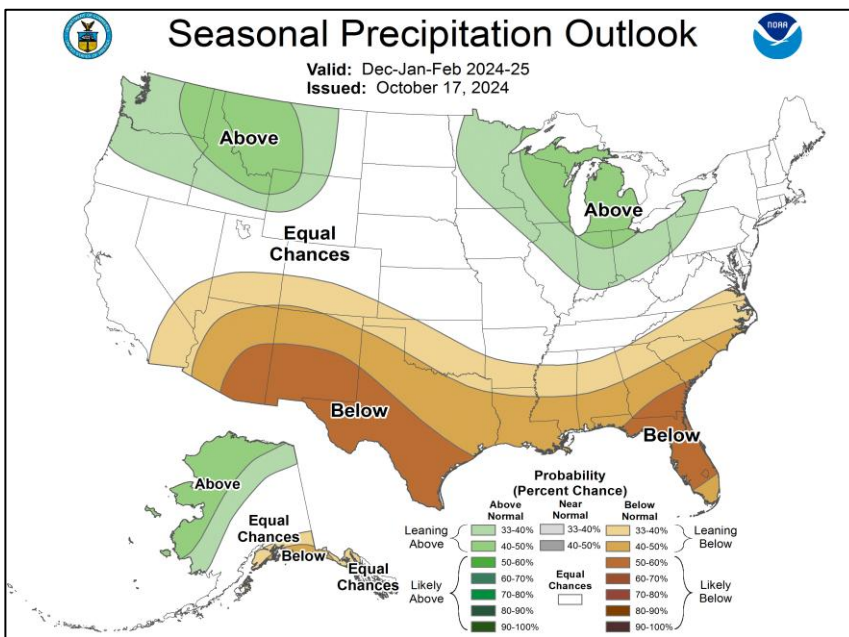 Seasonal Precipitation Outlook
NOAA
Valid: Dec-Jan-Feb 2024-25
Issued: October 17, 2024
Above
Above
Equal
Chances
Below
Below
Above
Equal
Chances
Below
Equal
Chances
Probability
(Percent Chance)
Above
Normal
Near
Normal
Below
Normal
Leaning
Above
33-40%
40-50%
50-60%
60-70%
70-80%
80-90%
90-100%
Likely
Above
33-40%
40-50%
Equal
Chances
33-40%
40-50%
50-60%
60-70%
70-80%
80-90%
90-100%
Leaning
Below
Likely
Below